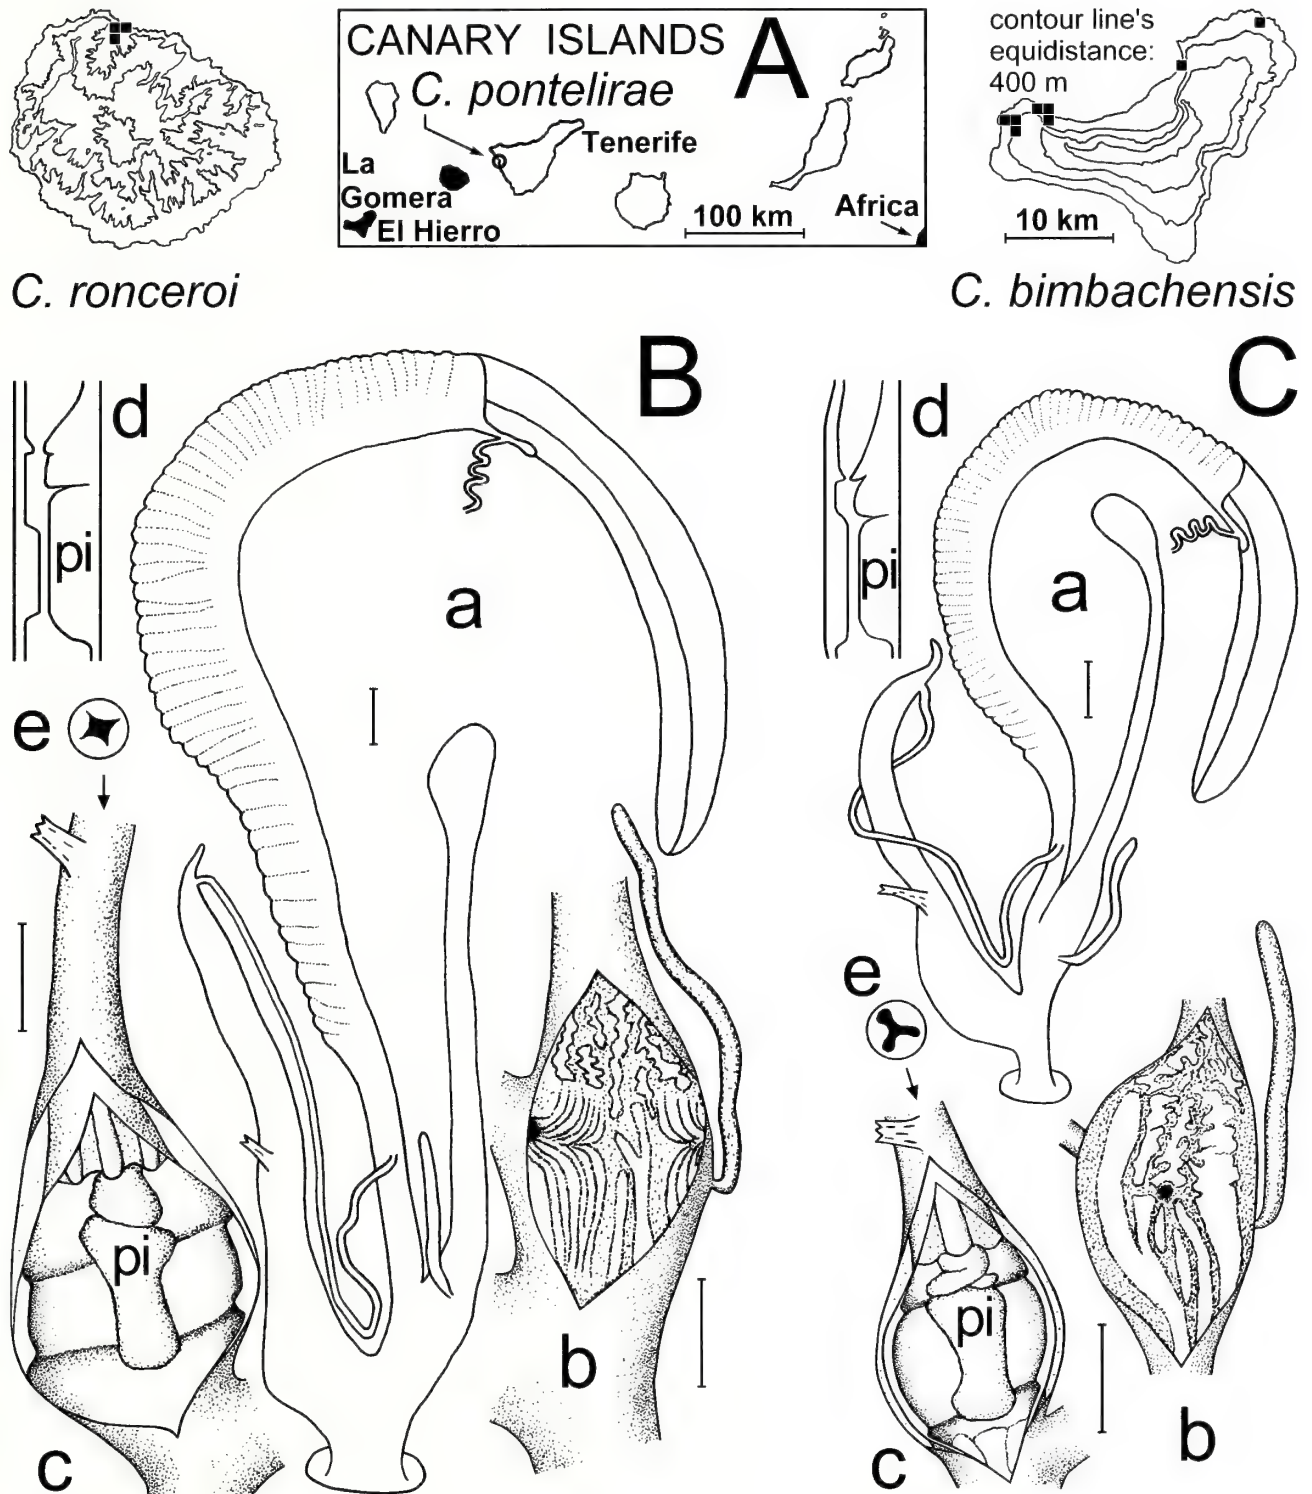 CANARY ISLANDS
A
C. pontelirae
Tenerife
La
Gomera
El Hierro
100 km
Africa
contour line's
equidistance:
400 m
10 km
C. ronceroi
C. bimbachensis
B
d
pi
a
e
pi
c
b
C
d
pi
a
e
pi
c
b